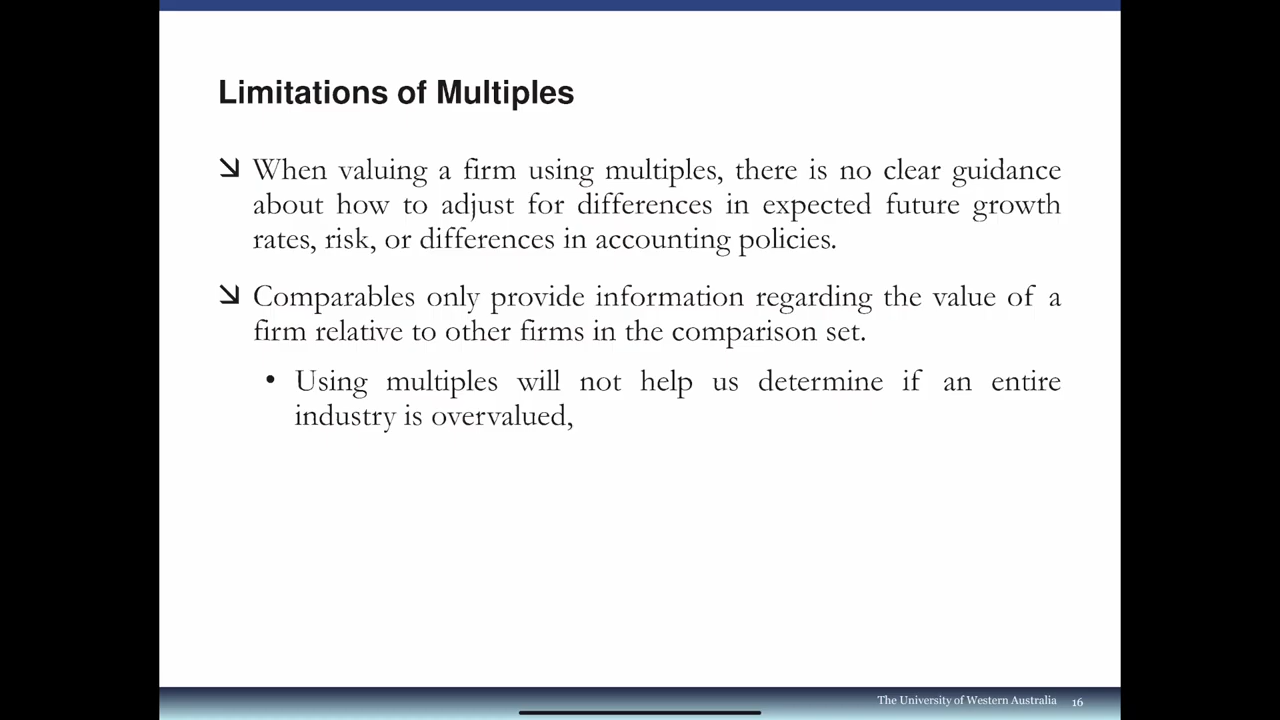 Limitations of Multiples
When valuing a firm using multiples, there is no clear guidance
about how to adjust for differences in expected future growth
rates, risk, or differences in accounting policies.
Comparables only provide information regarding the value of a
firm relative to other firms in the comparison set.
• Using multiples will not help us determine if an entire
industry is overvalued,
The University of Western Australia 16